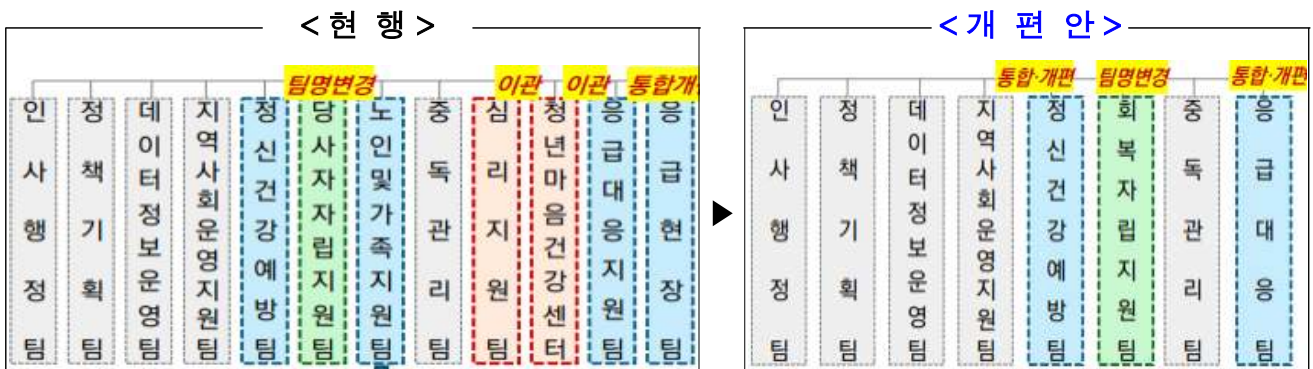 <현 행>
<개 편 안>
팀명변경
이관
이관
통합개
인사행정팀
정책기획팀
데이터정보운영팀
지역사회운영지원팀
정신건강예방팀
당사자자립지원팀
노인및가족지원팀
중독관리팀
심리지원팀
청년마음건강센터
응급대응지원팀
응급현장팀
▶
통합·개편
팀명변경
통합·개편
인사행정팀
정책기획팀
데이터정보운영팀
지역사회운영지원팀
정신건강예방팀
회복자립지원팀
중독관리팀
응급대응팀